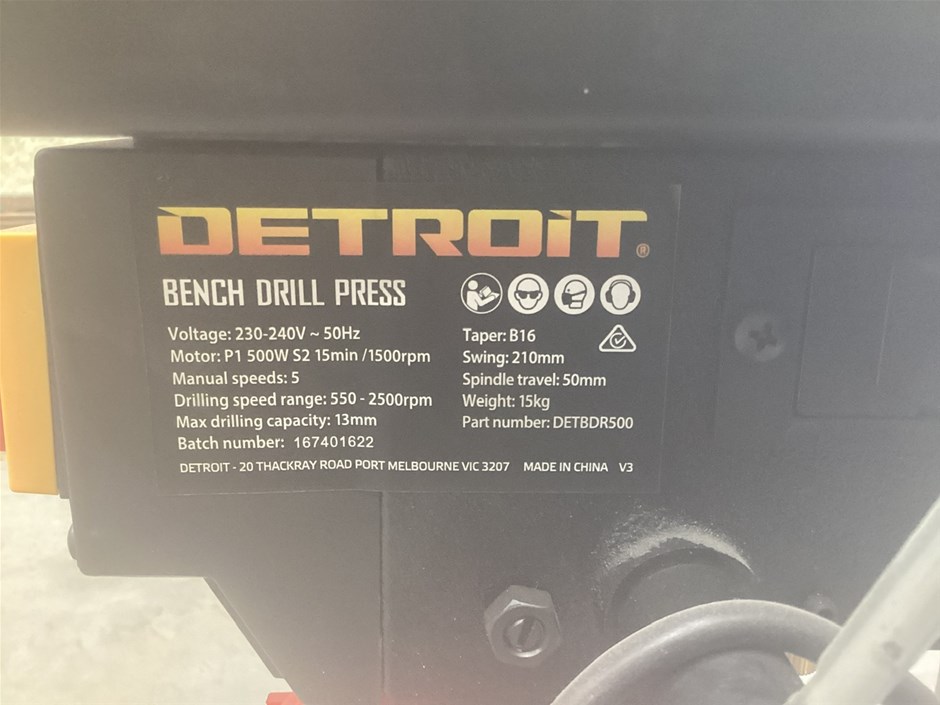 DETROIT®
BENCH DRILL PRESS
Voltage: 230-240V ~ 50Hz
Motor: P1 500W S2 15min /1500rpm
Manual speeds: 5
Drilling speed range: 550 - 2500rpm
Max drilling capacity: 13mm
Batch number: 167401622
Taper: B16
Swing: 210mm
Spindle travel: 50mm
Weight: 15kg
Part number: DETBDR500
DETROIT - 20 THACKRAY ROAD PORT MELBOURNE VIC 3207 MADE IN CHINA V3